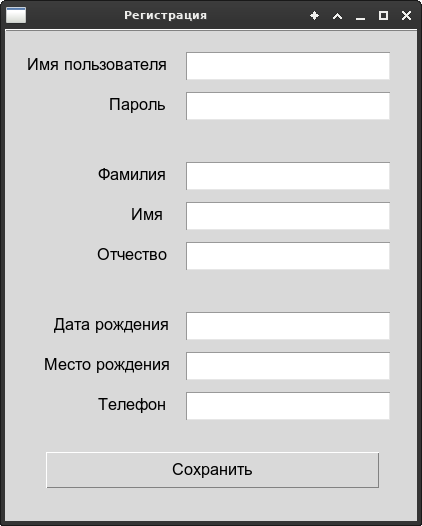 Регистрация
Имя пользователя
Пароль
Фамилия
Имя
Отчество
Дата рождения
Место рождения
Телефон
Сохранить